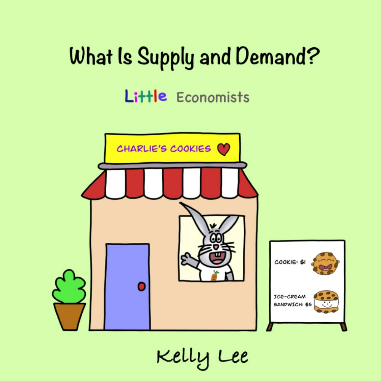 What Is Supply and Demand?
Little Economists
CHARLIE'S COOKIES
COOKIE: $1
ICE-CREAM
SANDWICH: $5
Kelly Lee